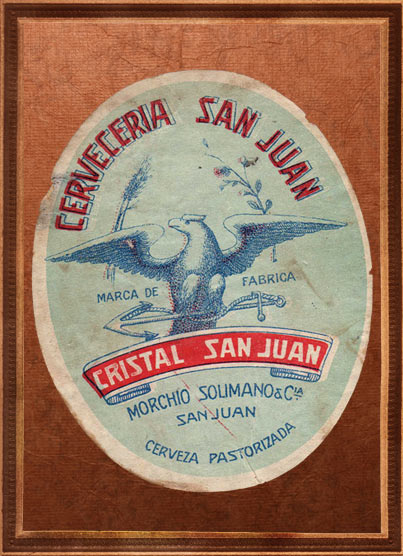 CERVECERIA SAN JUAN
MARCA DE FABRICA
CRISTAL SAN JUAN
MORCHIO SOLIMANO & CIA
SAN JUAN
CERVEZA PASTORIZADA